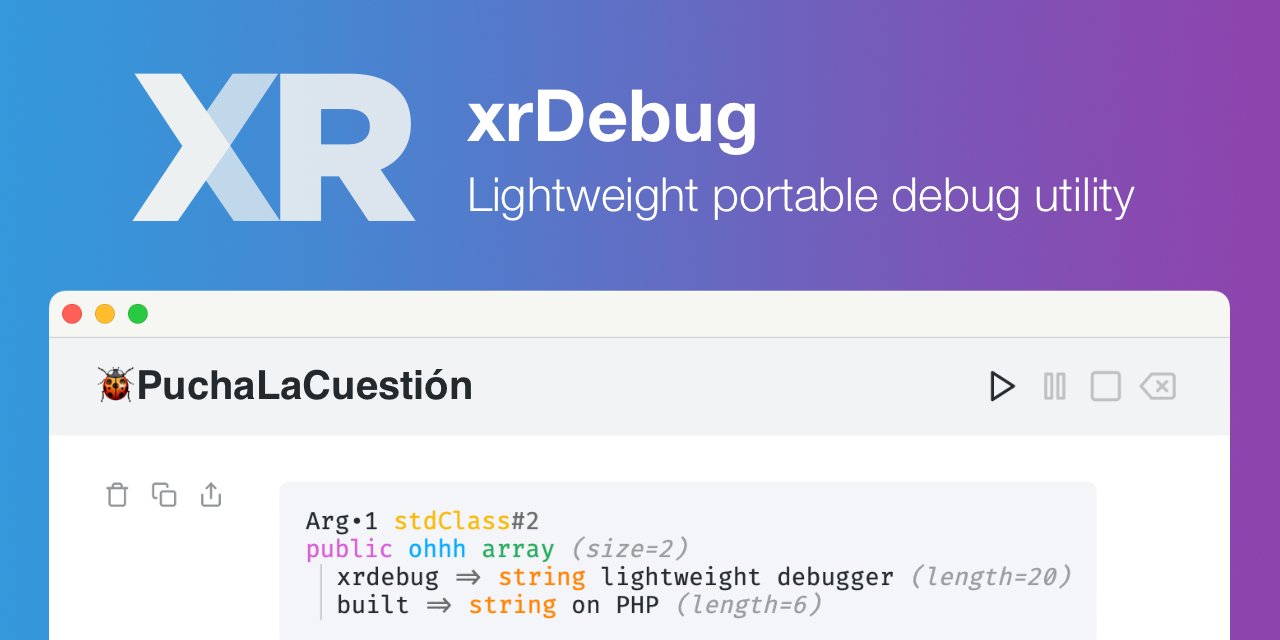 XR
xrDebug
Lightweight portable debug utility
🐞PuchaLaCuestión
Arg•1 stdClass#2
public ohhh array (size=2)
xrdebug => string lightweight debugger (length=20)
built => string on PHP (length=6)